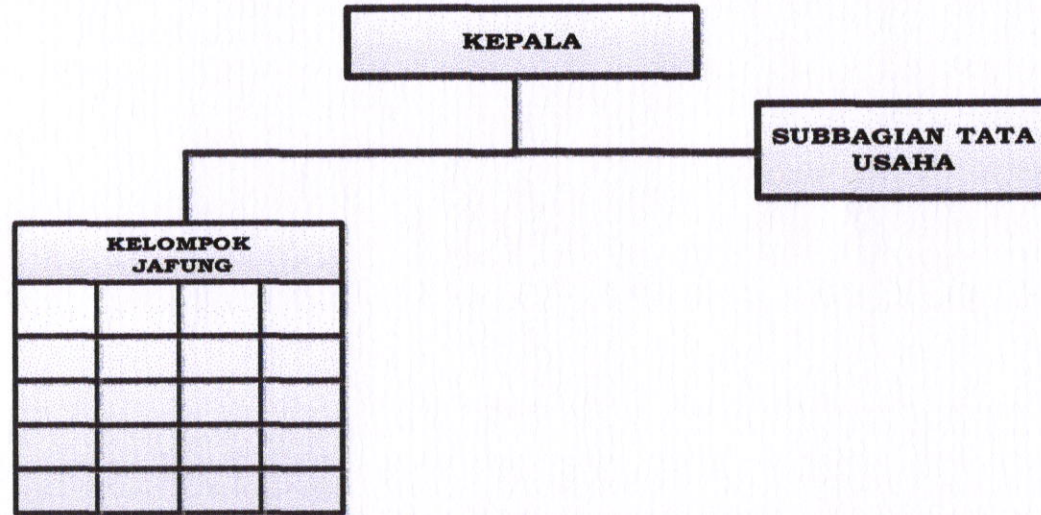 KEPALA
SUBBAGIAN TATA
USAHA
KELOMPOK
JAFUNG